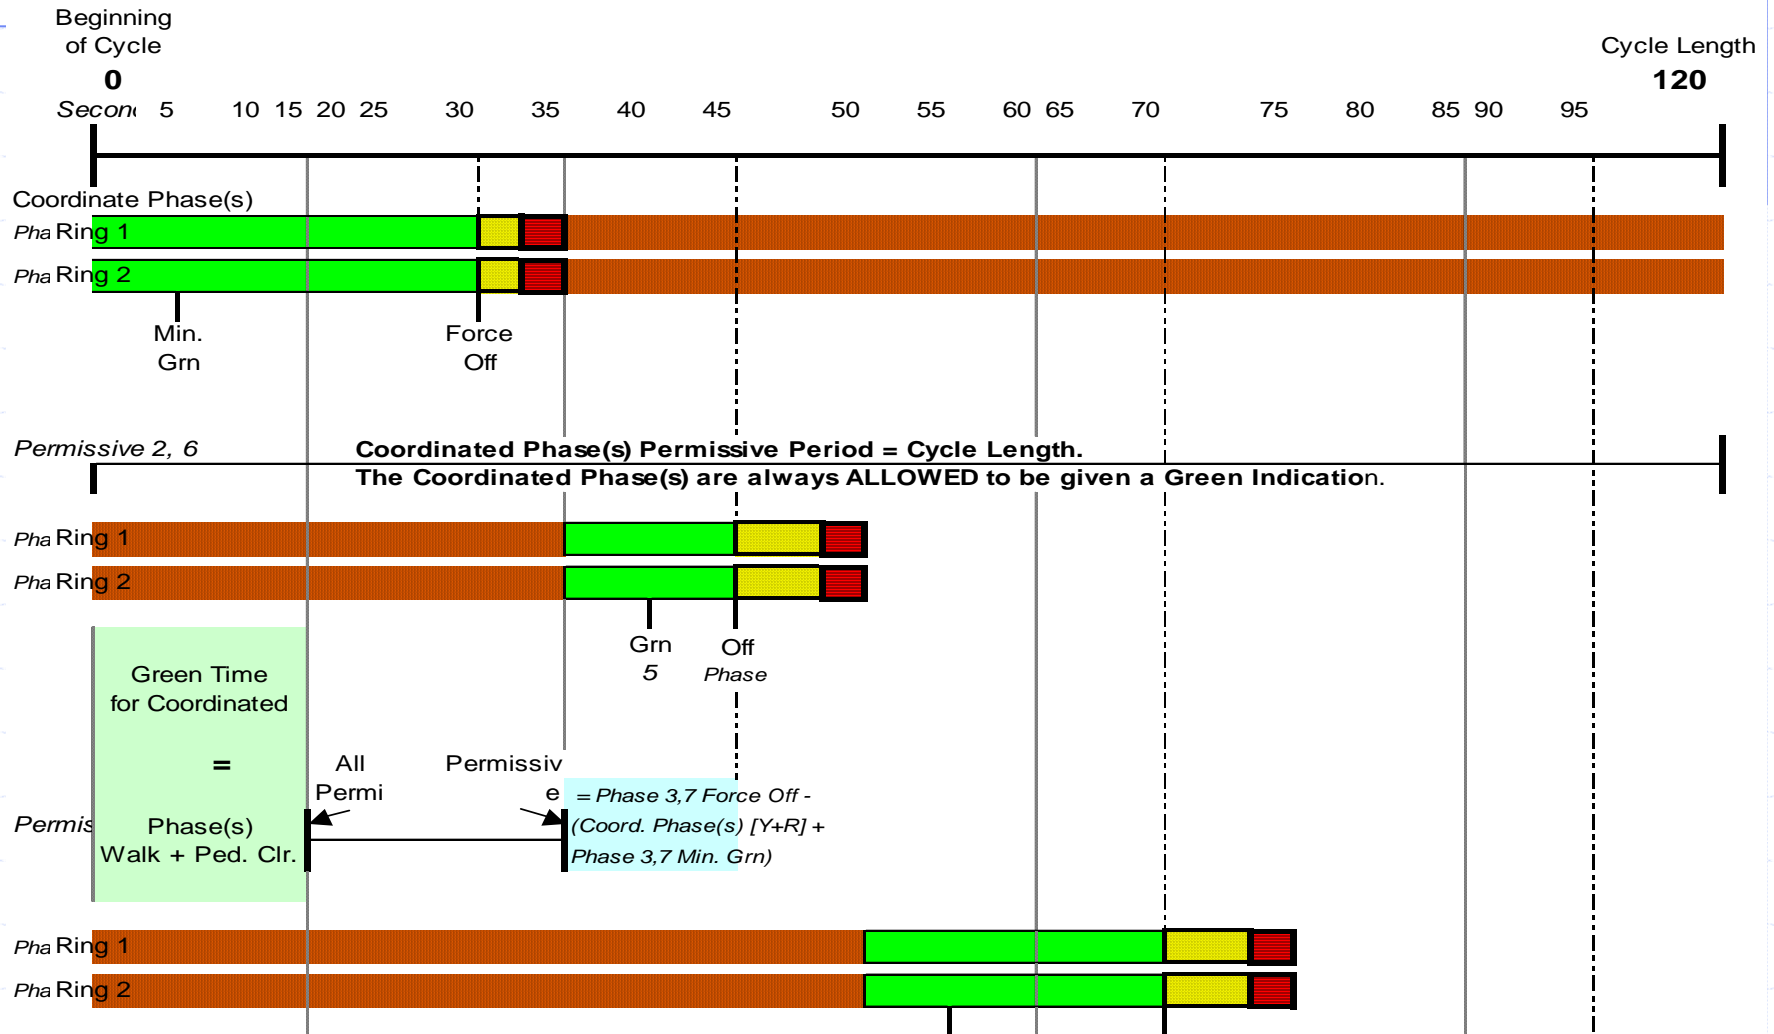 Beginning
of Cycle
Cycle Length
0
120
Second 5 10 15 20 25 30 35 40 45 50 55 60 65 70 75 80 85 90 95
Coordinate Phase(s)
Pha Ring 1
Pha Ring 2
Min.
Grn
Force
Off
Permissive 2, 6
Coordinated Phase(s) Permissive Period = Cycle Length.
The Coordinated Phase(s) are always ALLOWED to be given a Green Indication.
Pha Ring 1
Pha Ring 2
Grn
5
Off
Phase
Green Time
for Coordinated
=
Phase(s)
Walk + Ped. Clr.
All
Permi
Permissiv
e
= Phase 3,7 Force Off -
(Coord. Phase(s) [Y+R] +
Phase 3,7 Min. Grn)
Permis
Pha Ring 1
Pha Ring 2